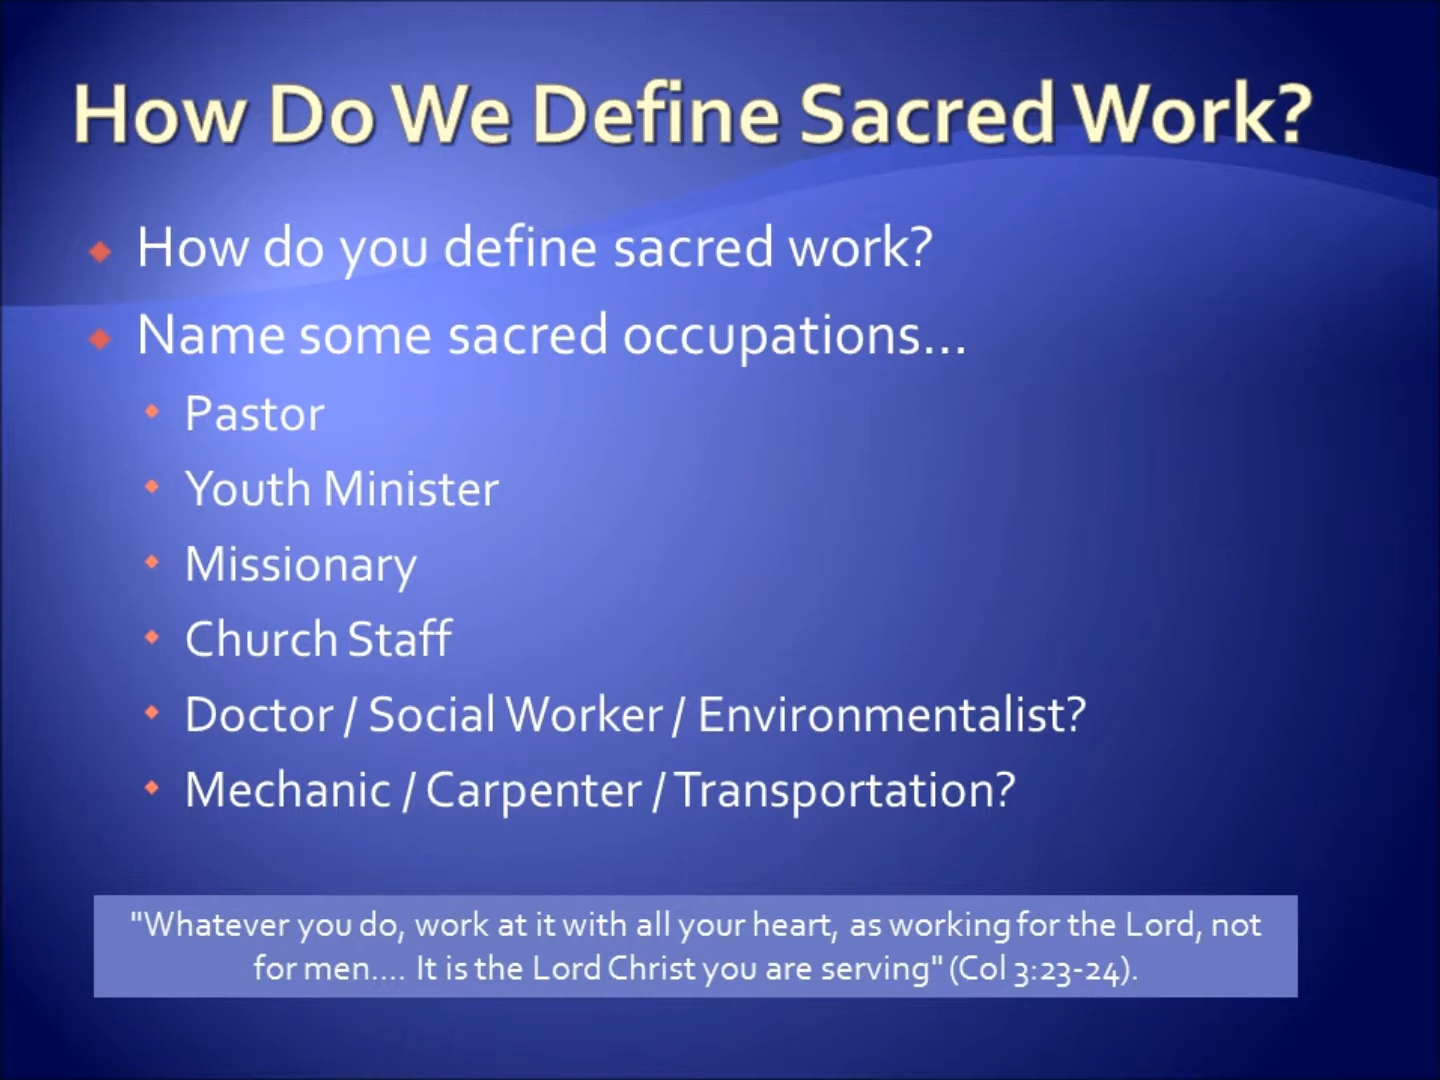 How Do We Define Sacred Work?
How do you define sacred work?
Name some sacred occupations...
Pastor
Youth Minister
Missionary
Church Staff
Doctor / Social Worker / Environmentalist?
Mechanic / Carpenter / Transportation?
"Whatever you do, work at it with all your heart, as working for the Lord, not
for men.... It is the Lord Christ you are serving" (Col 3:23-24).